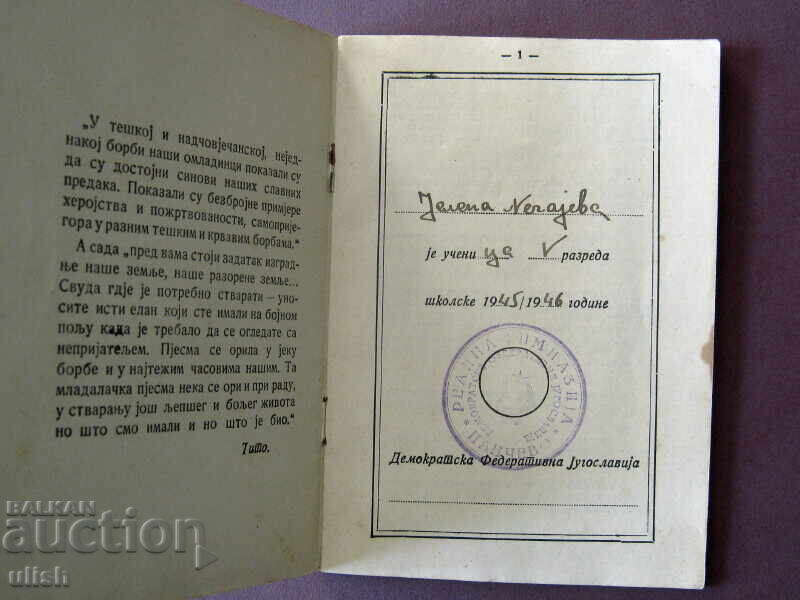 „У тешкој и надчовјечанској, нејед-
накој борби наши омладинци показали су
да су достојни синови наших славних
предака. Показали су безбројне примјере
херојства и пожртвованости, самоприје-
гора у разним тешким и крвавим борбама.“
А сада „пред вама стоји задатак изград-
ње наше земље, наше разорене земље...
Свуда гдје је потребно стварати – уно-
сите исти елан који сте имали на бојном
пољу када је требало да се огледате са
непријатељем. Пјесма се орила у јеку
борбе и у најтежим часовима нашим. Та
младалачка пјесма нека се ори и при раду,
у стварању још љепшег и бољег живота
но што смо имали и но што је био.“
Тито.
– 1 –
Јелена Нечајева
је учени ца V разреда
школске 1945/1946 године
РЕАЛНА ГИМНАЗИЈА
Демократска Федеративна Југославија
BALKAN
auction
ulish